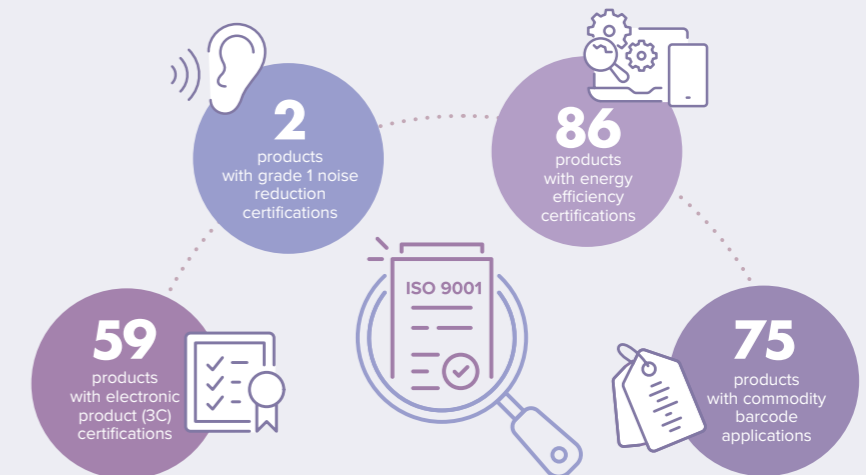 2
products
with grade 1 noise
reduction
certifications
86
products
with energy
efficiency
certifications
59
products
with electronic
product (3C)
certifications
ISO 9001
75
products
with commodity
barcode
applications